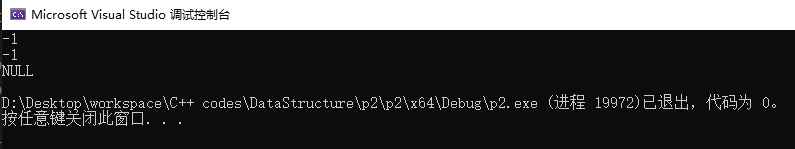 Microsoft Visual Studio 调试控制台
-1
-1
NULL
D:\Desktop\workspace\C++ codes\DataStructure\p2\p2\x64\Debug\p2.exe (进程 19972)已退出，代码为 0。
按任意键关闭此窗口. . .